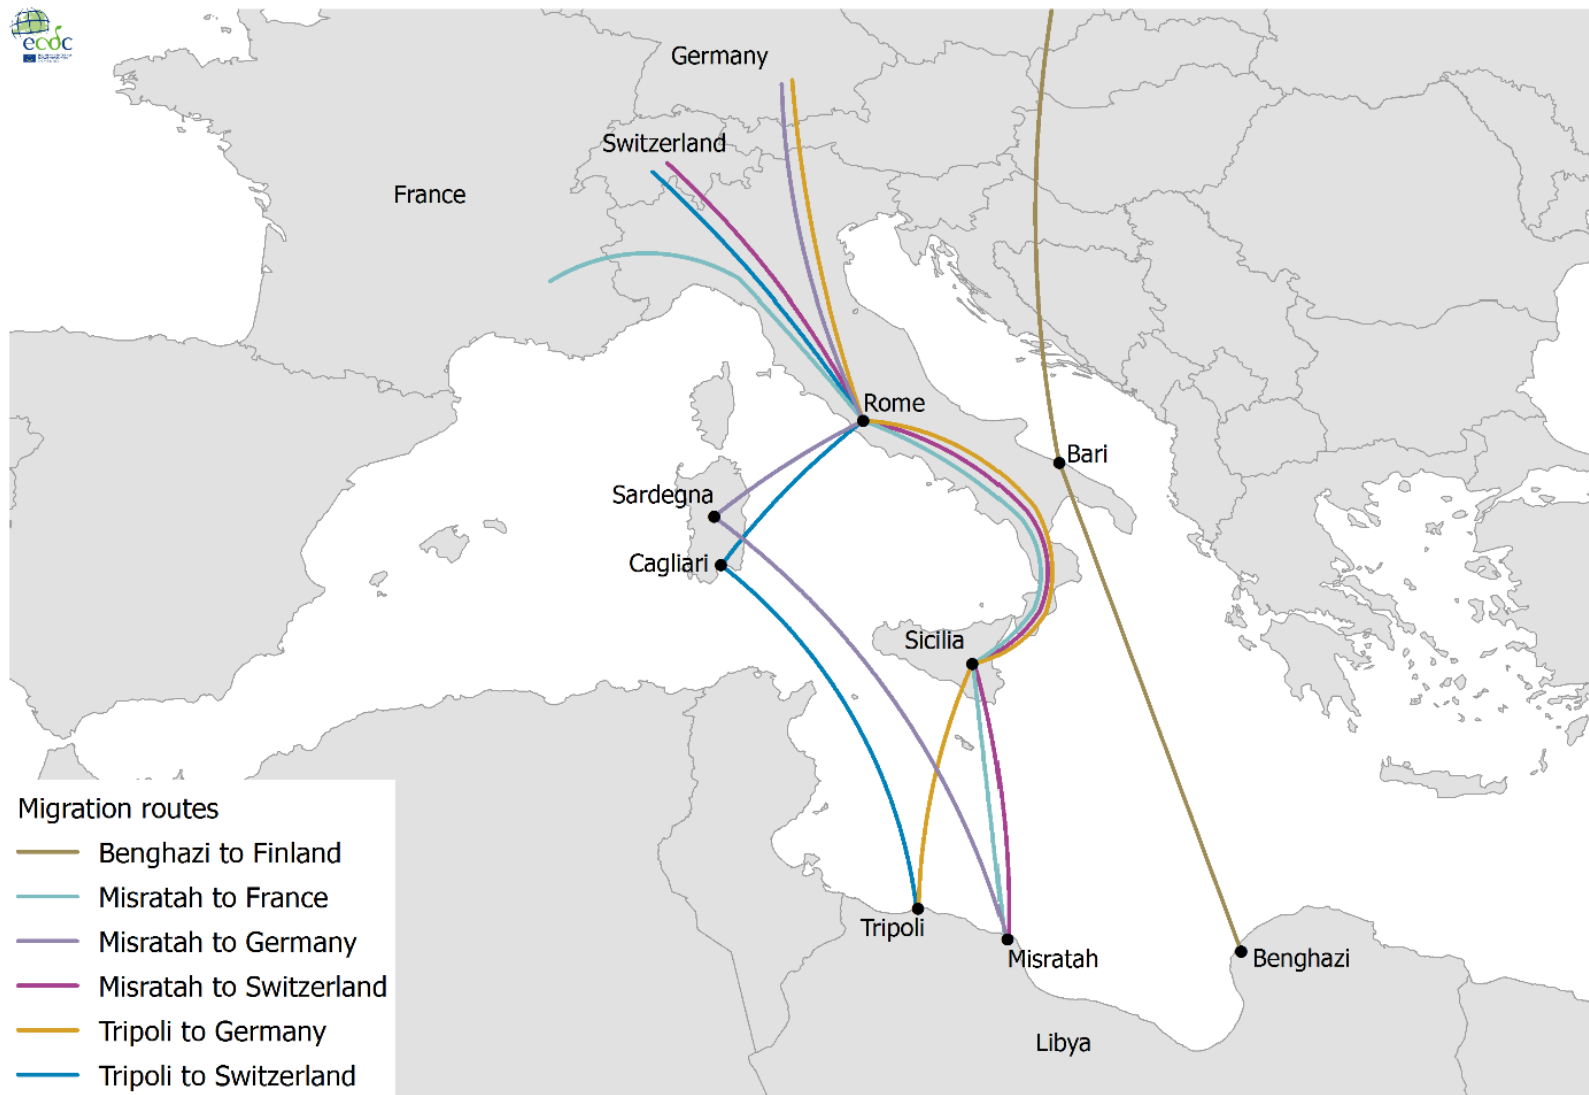 ecdc
Germany
Switzerland
France
Rome
Bari
Sardegna
Cagliari
Sicilia
Tripoli
Misratah
Benghazi
Libya
Migration routes
Benghazi to Finland
Misratah to France
Misratah to Germany
Misratah to Switzerland
Tripoli to Germany
Tripoli to Switzerland